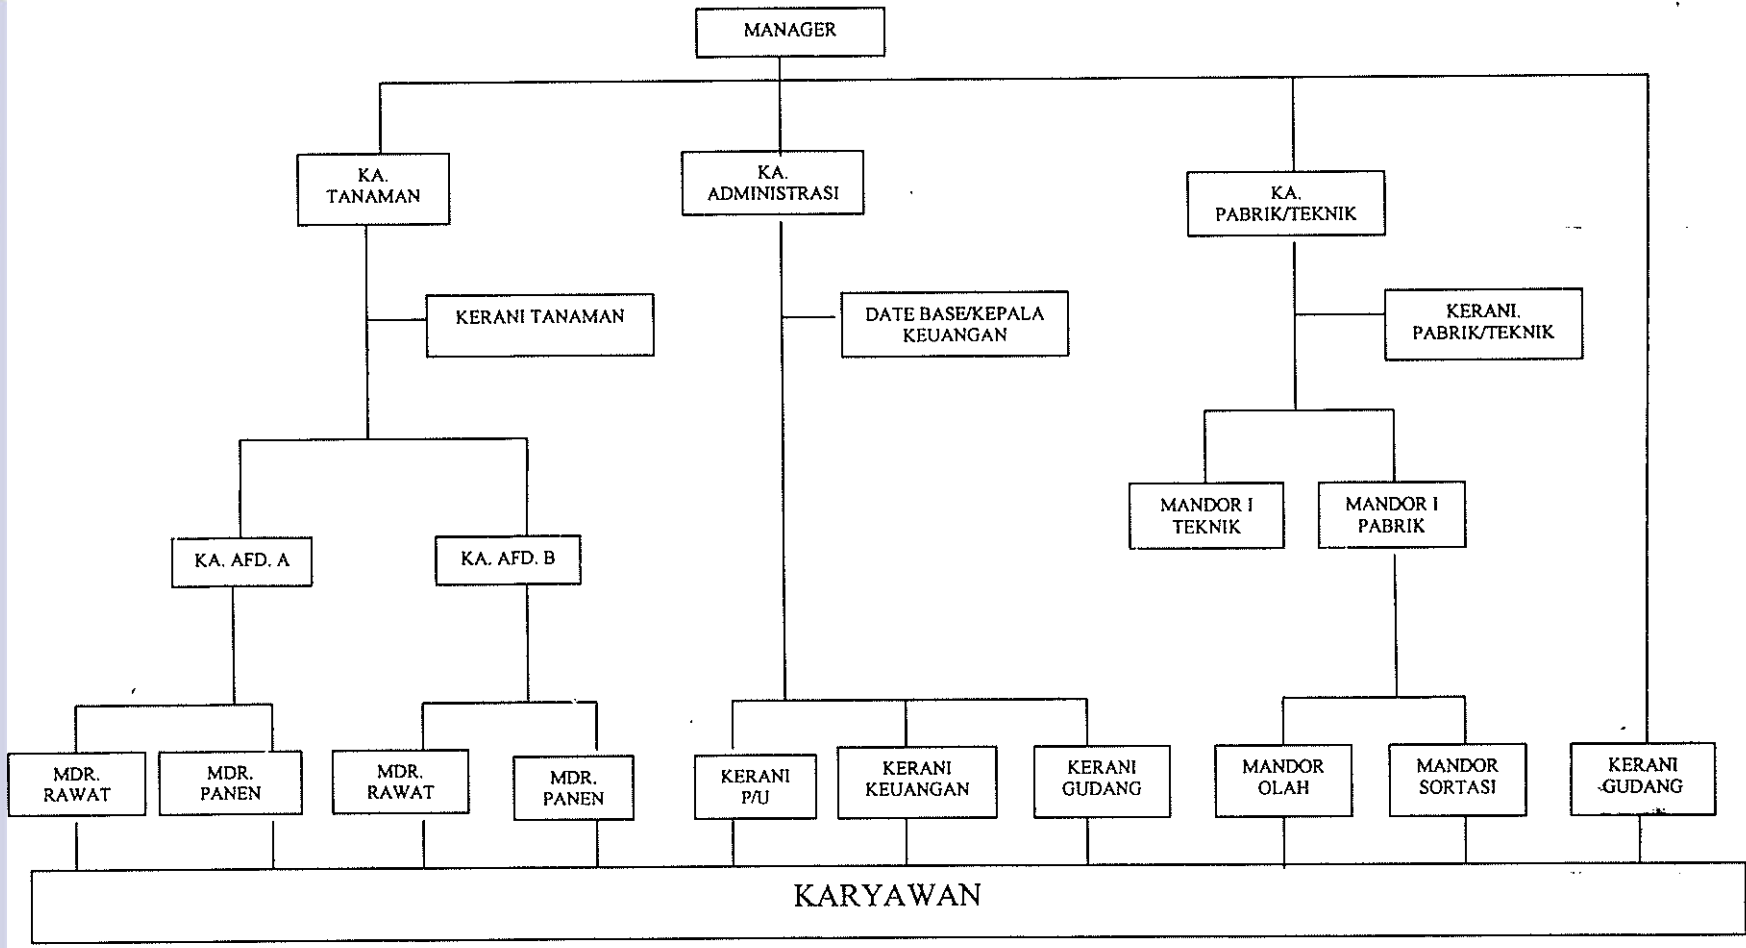 MANAGER
KA.
TANAMAN
KA.
ADMINISTRASI
KA.
PABRIK/TEKNIK
KERANI TANAMAN
DATE BASE/KEPALA
KEUANGAN
KERANI.
PABRIK/TEKNIK
MANDOR I
TEKNIK
MANDOR I
PABRIK
KA. AFD. A
KA. AFD. B
MDR.
RAWAT
MDR.
PANEN
MDR.
RAWAT
MDR.
PANEN
KERANI
P/U
KERANI
KEUANGAN
KERANI
GUDANG
MANDOR
OLAH
MANDOR
SORTASI
KERANI
GUDANG
KARYAWAN